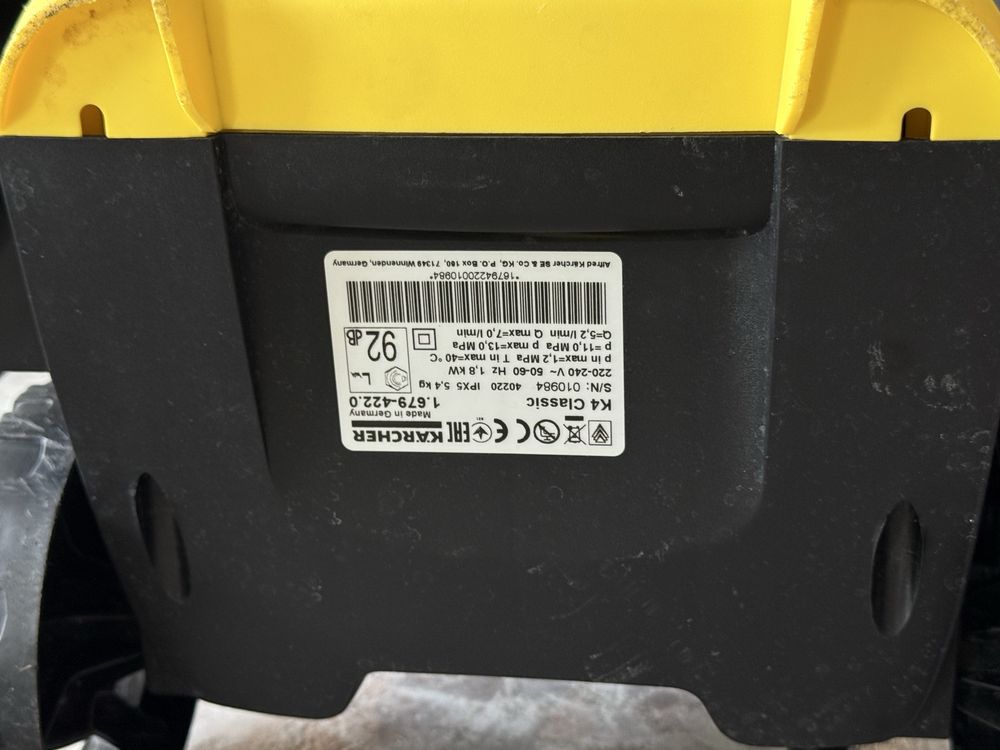 KÄRCHER
Made in Germany
K4 Classic 1.679-422.0
S/N: 010984 40220 IPX5 5,4 kg
220-240 V~ 50-60 Hz 1,8 kW
p in max=1,2 MPa T in max=40°C
p =11,0 MPa p max=13,0 MPa
Q=5,2 l/min Q max=7,0 l/min
LWA
92 dB
*16794220010984*
Alfred Kärcher SE & Co. KG, P.O. Box 160, 71349 Winnenden, Germany